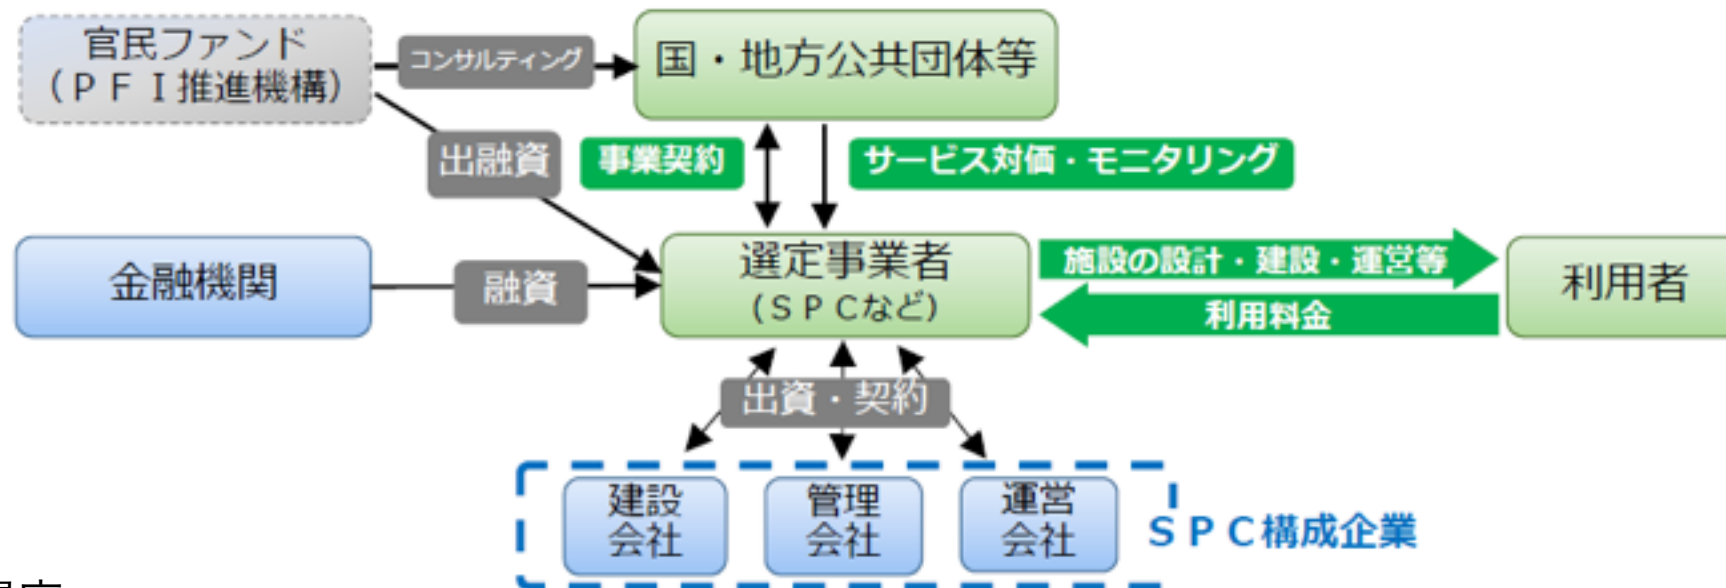 官民ファンド
（ＰＦＩ推進機構）
コンサルティング
国・地方公共団体等
出融資
事業契約
サービス対価・モニタリング
金融機関
融資
選定事業者
（ＳＰＣなど）
施設の設計・建設・運営等
利用料金
利用者
出資・契約
建設
会社
管理
会社
運営
会社
ＳＰＣ構成企業